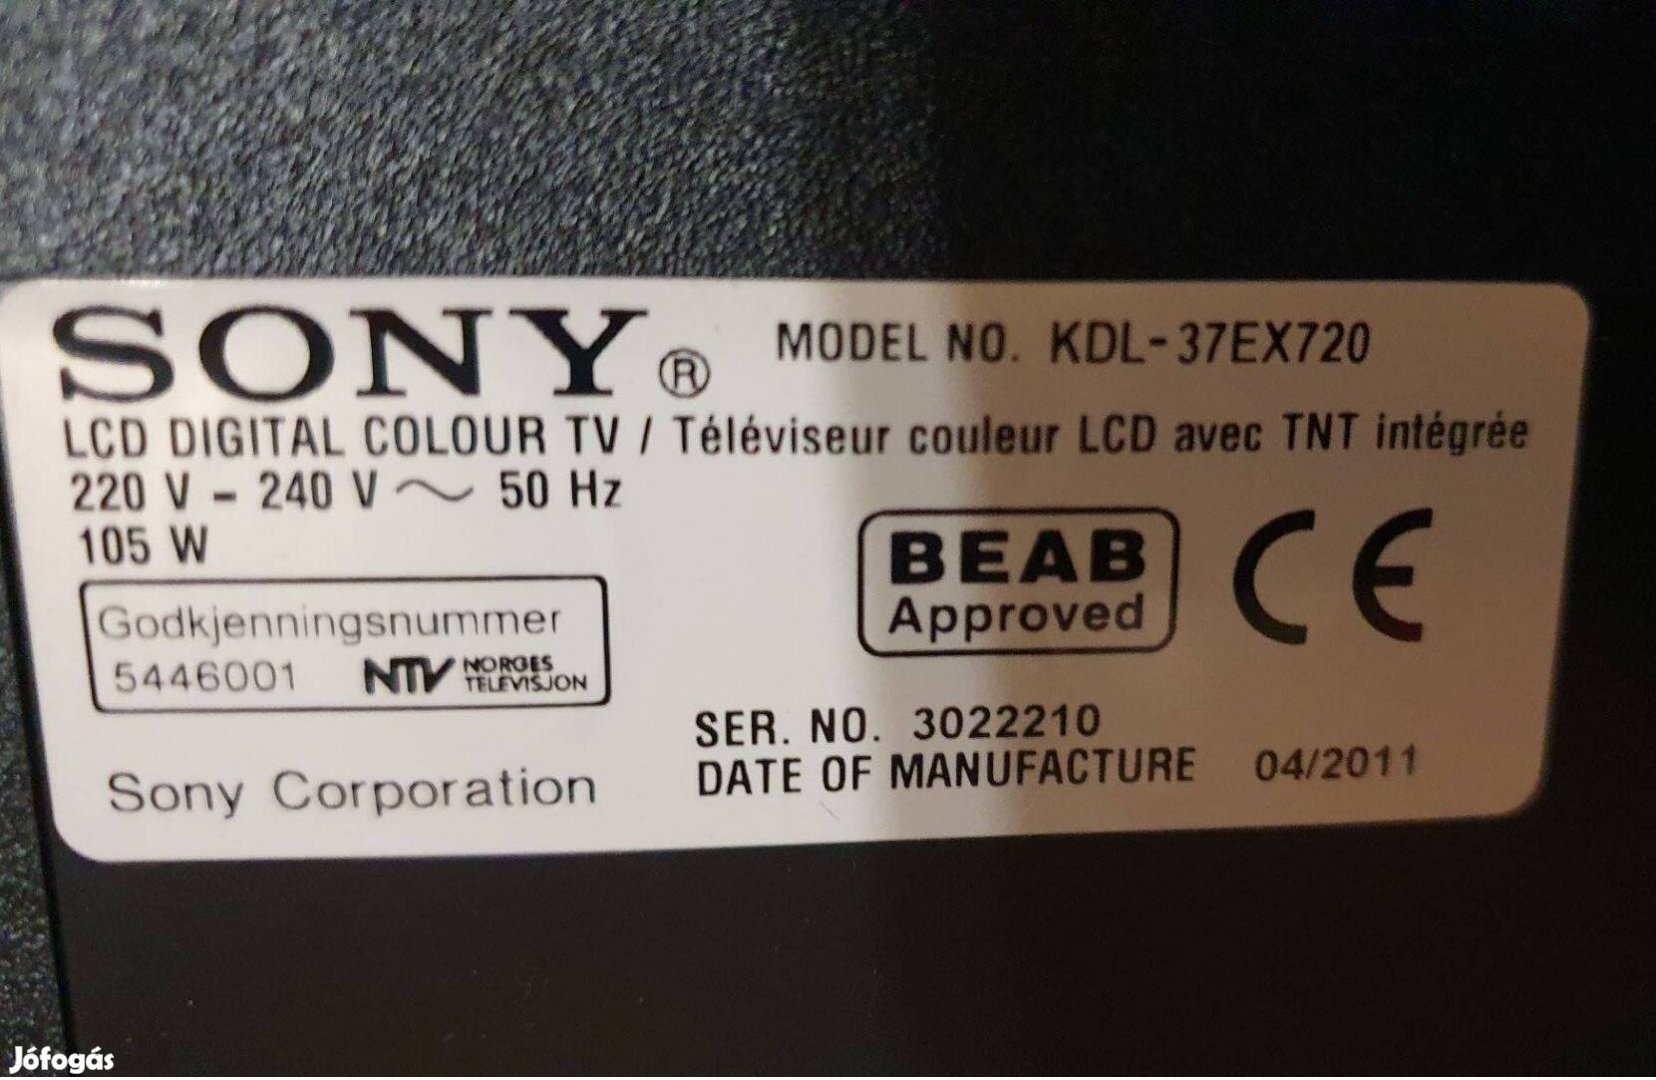 SONY ® MODEL NO. KDL-37EX720
LCD DIGITAL COLOUR TV / Téléviseur couleur LCD avec TNT intégrée
220 V - 240 V ~ 50 Hz
105 W
Godkjenningsnummer
5446001 NTV NORGES TELEVISJON
BEAB
Approved
CE
SER. NO. 3022210
DATE OF MANUFACTURE 04/2011
Sony Corporation
Jófogás